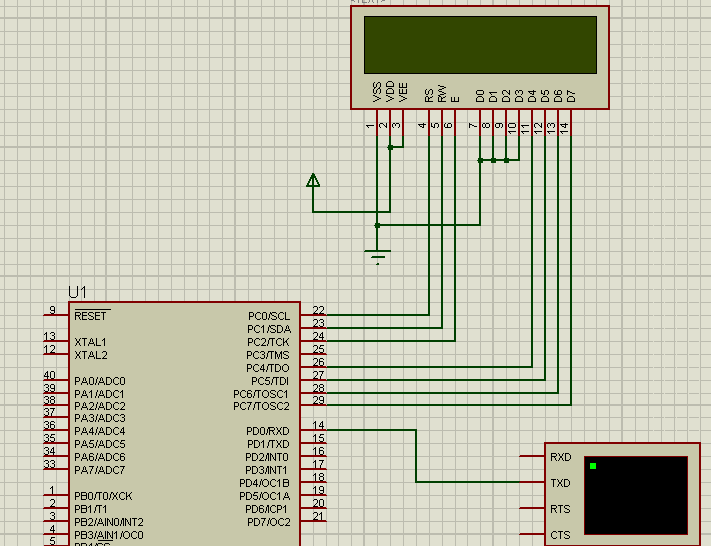 VSS VDD VEE RS RW E D0 D1 D2 D3 D4 D5 D6 D7
1 2 3 4 5 6 7 8 9 10 11 12 13 14
U1
9 RESET PC0/SCL 22
PC1/SDA 23
13 XTAL1 PC2/TCK 24
12 XTAL2 PC3/TMS 25
PC4/TDO 26
40 PA0/ADC0 PC5/TDI 27
39 PA1/ADC1 PC6/TOSC1 28
38 PA2/ADC2 PC7/TOSC2 29
37 PA3/ADC3
36 PA4/ADC4 PD0/RXD 14
35 PA5/ADC5 PD1/TXD 15
34 PA6/ADC6 PD2/INT0 16
33 PA7/ADC7 PD3/INT1 17
PD4/OC1B 18
1 PB0/T0/XCK PD5/OC1A 19
2 PB1/T1 PD6/ICP1 20
3 PB2/AIN0/INT2 PD7/OC2 21
4 PB3/AIN1/OC0
5
RXD
TXD
RTS
CTS